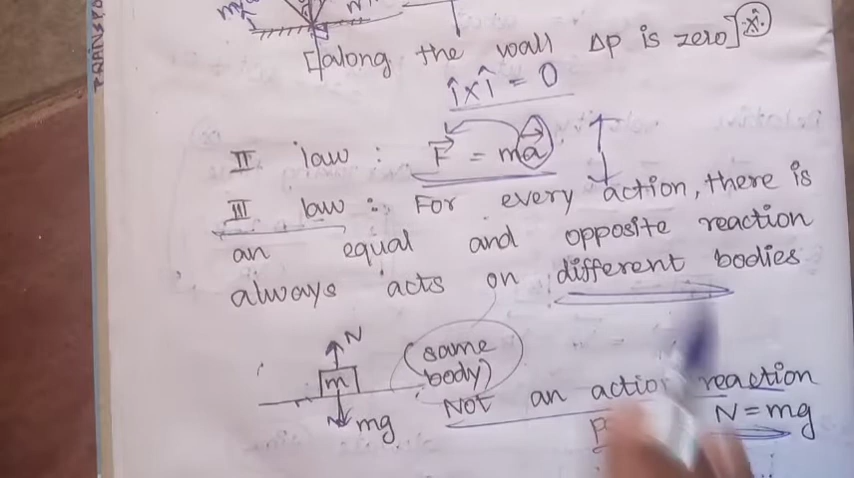 [along the wall Δp is zero]
î×î = 0
II law : F⃗ = ma⃗
III law : For every action, there is
an equal and opposite reaction
always acts on different bodies
N
(same
body)
m
mg
Not an action reaction
N = mg